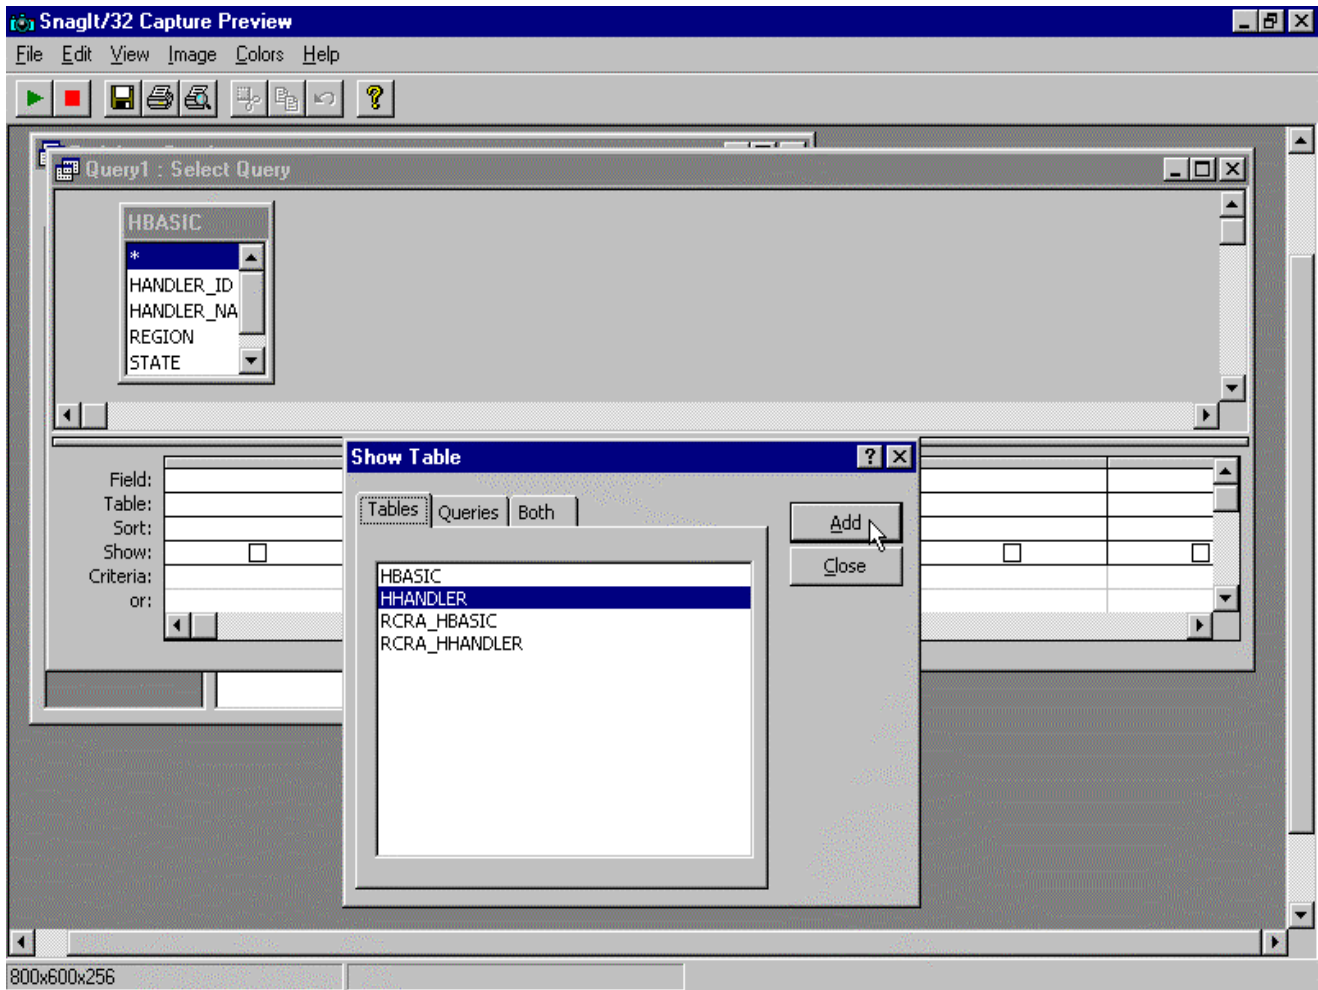 SnagIt/32 Capture Preview
File Edit View Image Colors Help
Query1 : Select Query
HBASIC
*
HANDLER_ID
HANDLER_NA
REGION
STATE
Show Table
Field:
Table:
Sort:
Show:
Criteria:
or:
Tables Queries Both
Add
Close
HBASIC
HHANDLER
RCRA_HBASIC
RCRA_HHANDLER
800x600x256